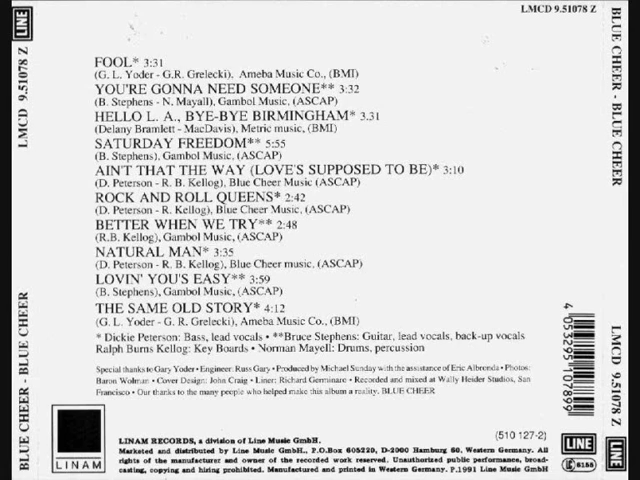 LMCD 9.51078 Z
LINE
LMCD 9.51078 Z
BLUE CHEER - BLUE CHEER
FOOL* 3:31
(G. L. Yoder - G.R. Grelecki), Ameba Music Co., (BMI)
YOU'RE GONNA NEED SOMEONE** 3:32
(B. Stephens - N. Mayall), Gambol Music, (ASCAP)
HELLO L. A., BYE-BYE BIRMINGHAM* 3.31
(Delany Bramlett - MacDavis), Metric music, (BMI)
SATURDAY FREEDOM** 5:55
(B. Stephens), Gambol Music, (ASCAP)
AIN'T THAT THE WAY (LOVE'S SUPPOSED TO BE)* 3:10
(D. Peterson - R. B. Kellog), Blue Cheer Music, (ASCAP)
ROCK AND ROLL QUEENS* 2:42
(D. Peterson - R. Kellog), Blue Cheer Music, (ASCAP)
BETTER WHEN WE TRY** 2:48
(R.B. Kellog), Gambol Music, (ASCAP)
NATURAL MAN* 3:35
(D. Peterson - R. B. Kellog), Blue Cheer music, (ASCAP)
LOVIN' YOU'S EASY** 3:59
(B. Stephens), Gambol Music, (ASCAP)
THE SAME OLD STORY* 4:12
(G. L. Yoder - G. R. Grelecki), Ameba Music Co., (BMI)
* Dickie Peterson: Bass, lead vocals • **Bruce Stephens: Guitar, lead vocals, back-up vocals
Ralph Burns Kellog: Key Boards • Norman Mayell: Drums, percussion
Special thanks to Gary Yoder • Engineer: Russ Gary • Produced by Michael Sunday with the assistance of Eric Albronda • Photos:
Baron Wolman • Cover Design: John Craig • Liner: Richard Germinaro • Recorded and mixed at Wally Heider Studios, San
Francisco • Our thanks to the many people who helped make this album a reality. BLUE CHEER
LINAM
(510 127-2)
LINAM RECORDS, a division of Line Music GmbH.
Marketed and distributed by Line Music GmbH., P.O.Box 605220, D-2000 Hamburg 60, Western Germany. All
rights of the manufacturer and owner of the recorded work reserved. Unauthorized public performance, broad-
casting, copying and hiring prohibited. Manufactured and printed in Western Germany. P.1991 Line Music GmbH
BLUE CHEER - BLUE CHEER
4 053295 107899
LMCD 9.51078 Z
LINE
LC 5156